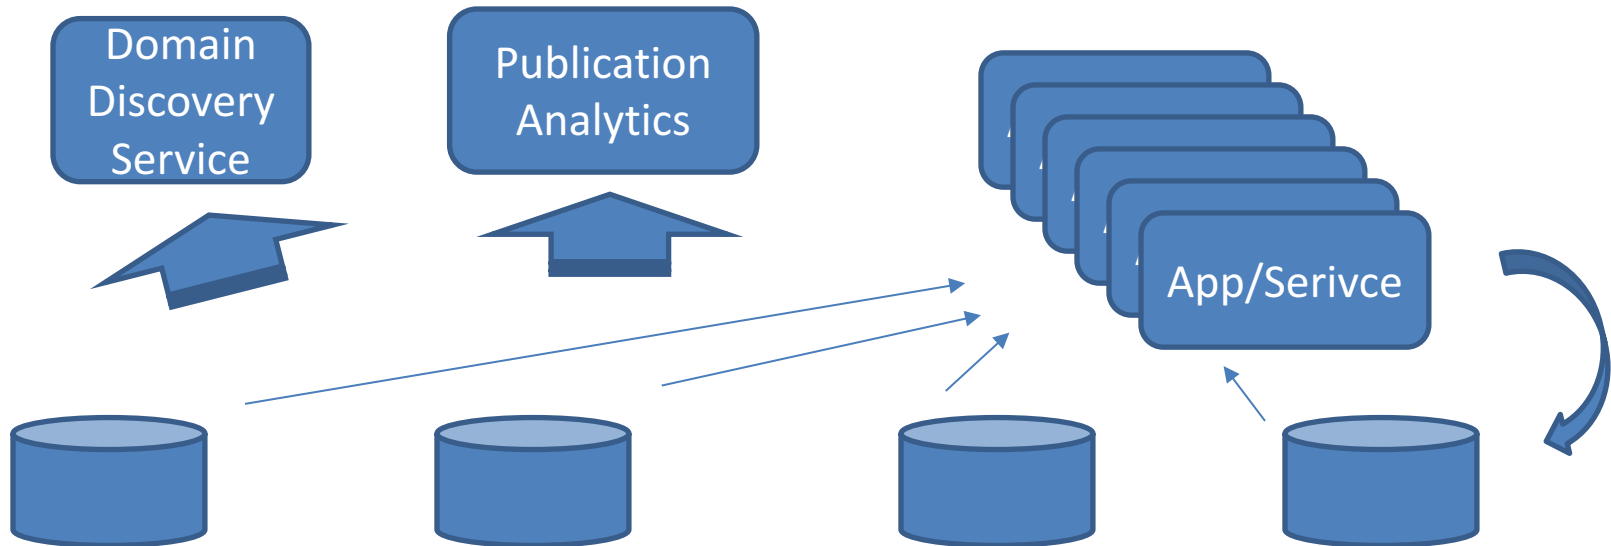 Domain
Discovery
Service
Publication
Analytics
App/Serivce